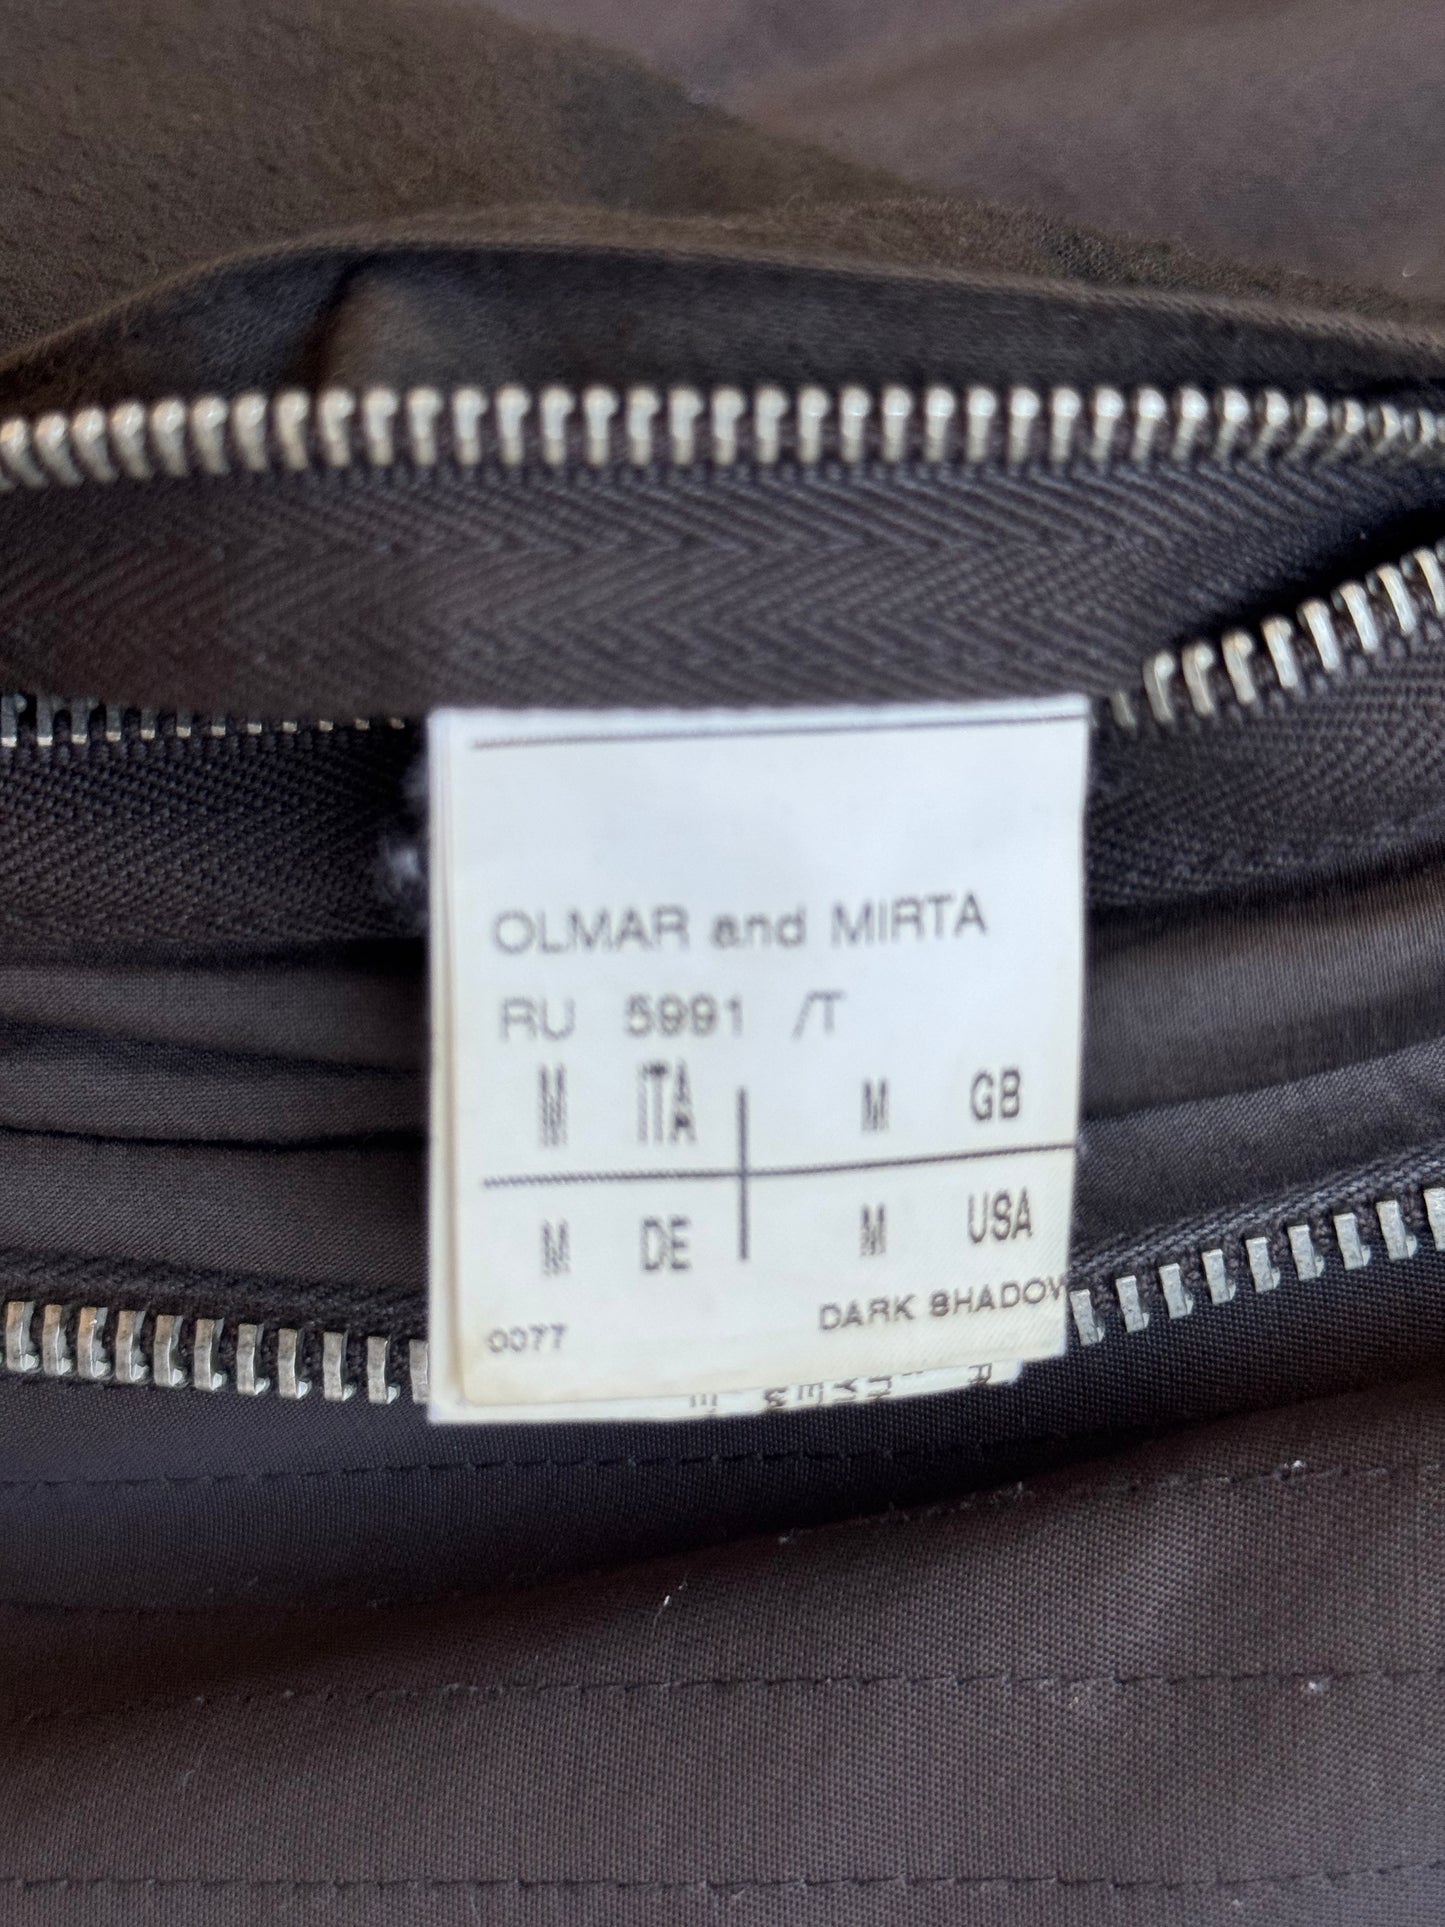 OLMAR and MIRTA
RU 5991 /T
M ITA M GB
M DE M USA
0077 DARK SHADOW